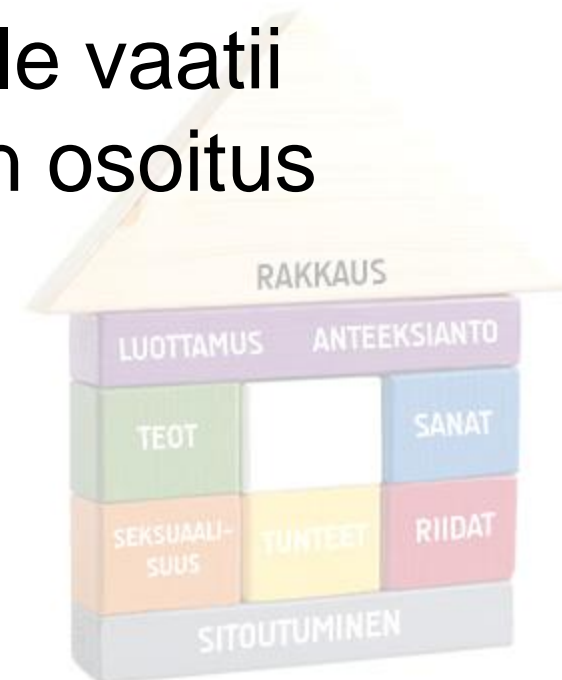 le vaatii
n osoitus
RAKKAUS
LUOTTAMUS ANTEEKSIANTO
TEOT
SANAT
SEKSUAALI-
SUUS
TUNTEET
RIIDAT
SITOUTUMINEN